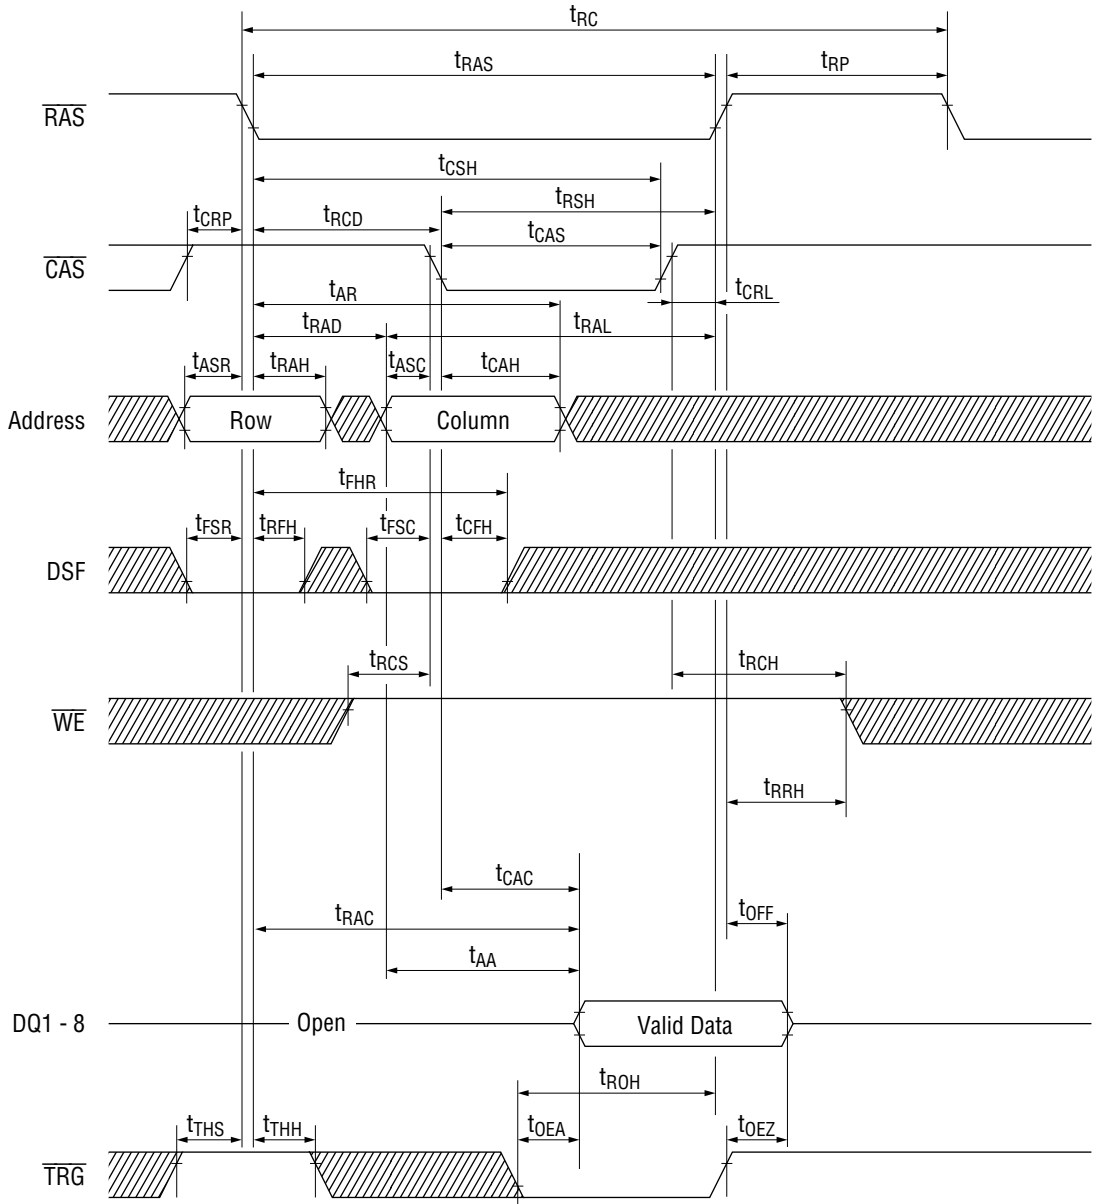 tRC
tRAS tRP
RAS
tCSH
tRSH
tCRP tRCD tCAS
CAS
tAR tCRL
tRAD tRAL
tASR tRAH tASC tCAH
Address Row Column
tFHR
tFSR tRFH tFSC tCFH
DSF
tRCS tRCH
WE
tRRH
tCAC
tRAC tOFF
tAA
DQ1 - 8 Open Valid Data
tROH
tTHS tTHH tOEA tOEZ
TRG